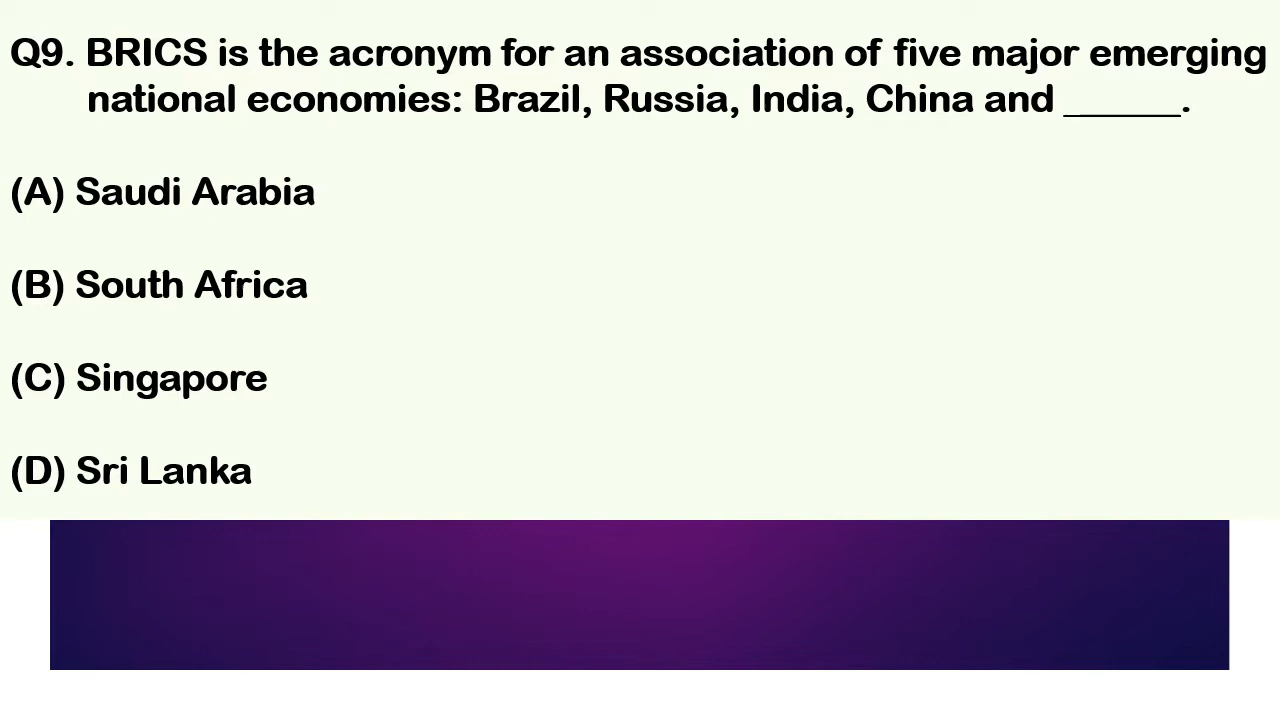 Q9. BRICS is the acronym for an association of five major emerging
national economies: Brazil, Russia, India, China and ______.
(A) Saudi Arabia
(B) South Africa
(C) Singapore
(D) Sri Lanka